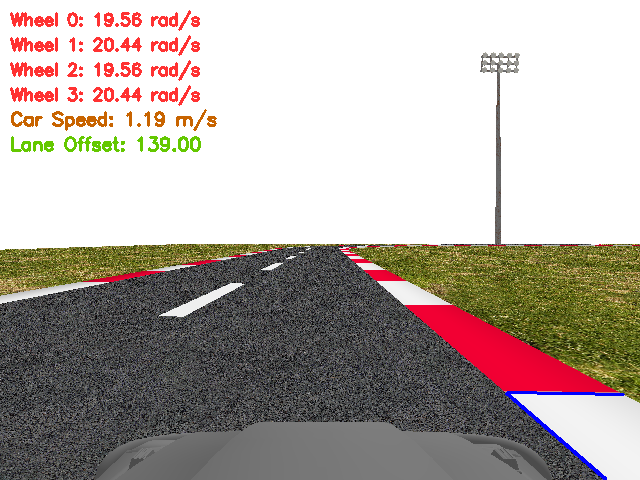 Wheel 0: 19.56 rad/s
Wheel 1: 20.44 rad/s
Wheel 2: 19.56 rad/s
Wheel 3: 20.44 rad/s
Car Speed: 1.19 m/s
Lane Offset: 139.00